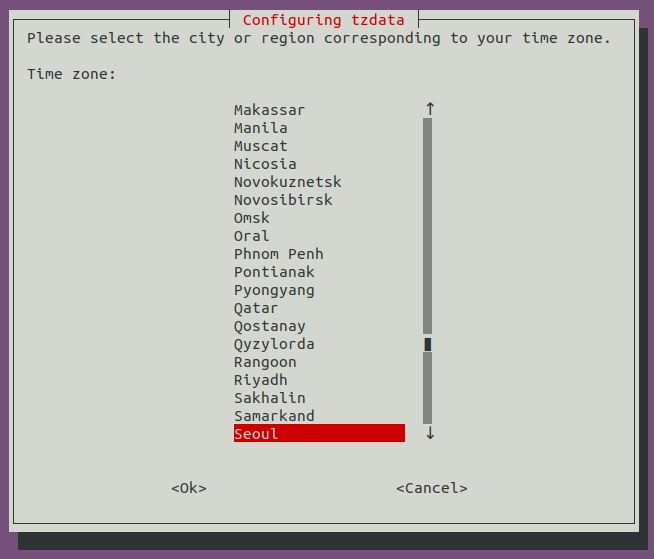 Configuring tzdata
Please select the city or region corresponding to your time zone.
Time zone:
Makassar
Manila
Muscat
Nicosia
Novokuznetsk
Novosibirsk
Omsk
Oral
Phnom Penh
Pontianak
Pyongyang
Qatar
Qostanay
Qyzylorda
Rangoon
Riyadh
Sakhalin
Samarkand
Seoul
<Ok> <Cancel>